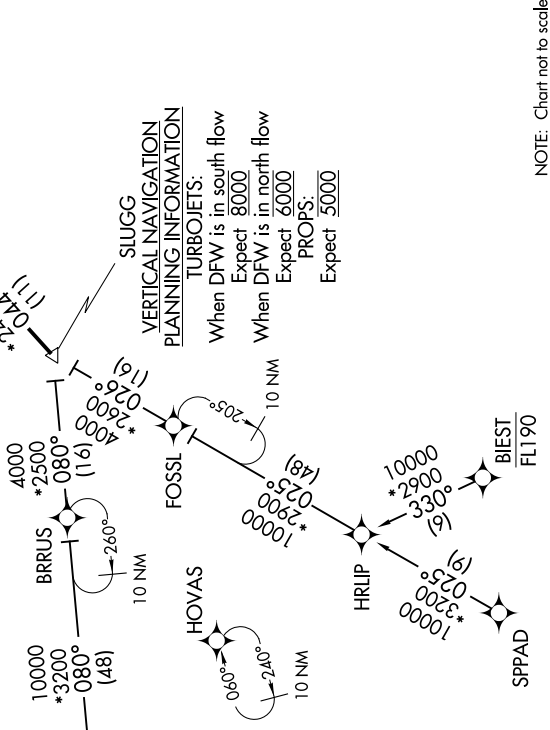 NOTE: Chart not to scale
*24
044
(11)
SLUGG
VERTICAL NAVIGATION
PLANNING INFORMATION
TURBOJETS:
When DFW is in south flow
Expect 8000
When DFW is in north flow
Expect 6000
PROPS:
Expect 5000
4000
*2600
026°
(16)
4000
*2500
080°
(16)
FOSSL
205°
10 NM
BRRUS
260°
10 NM
10000
*2900
025°
(48)
10000
*2900
330°
(9)
BIEST
FL190
HRLIP
HOVAS
060°
240°
10 NM
10000
*3200
080°
(48)
10000
*3200
025°
(9)
SPPAD